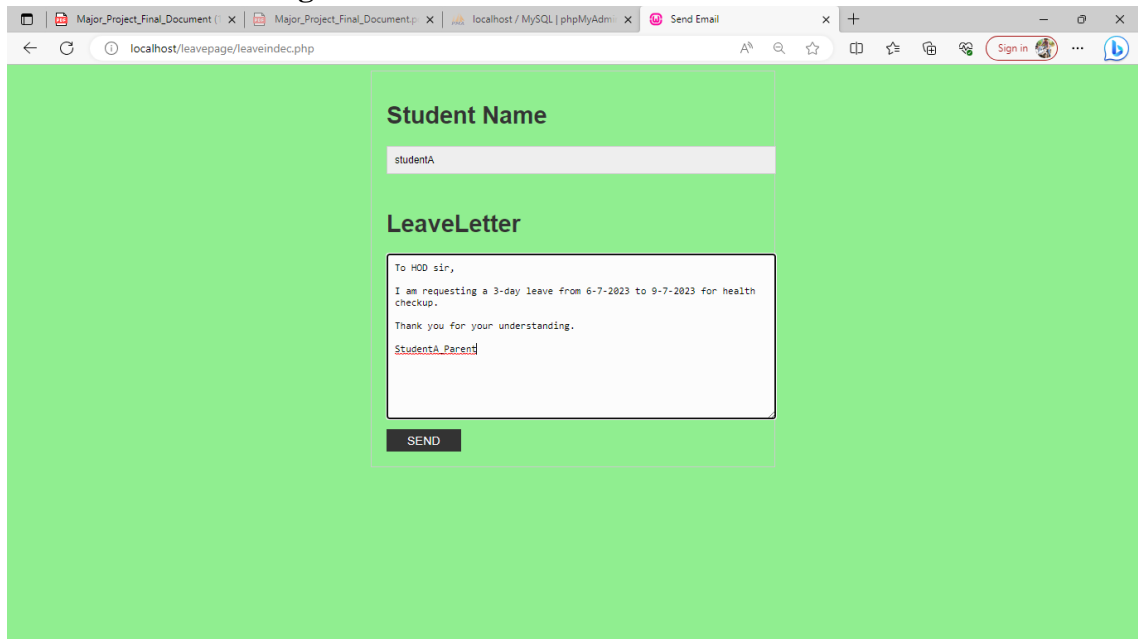 Major_Project_Final_Document (
Major_Project_Final_Document.p
localhost / MySQL | phpMyAdm
Send Email
localhost/leavepage/leaveindec.php
Sign in
Student Name
studentA
LeaveLetter
To HOD sir,
I am requesting a 3-day leave from 6-7-2023 to 9-7-2023 for health
checkup.
Thank you for your understanding.
StudentA_Parent
SEND